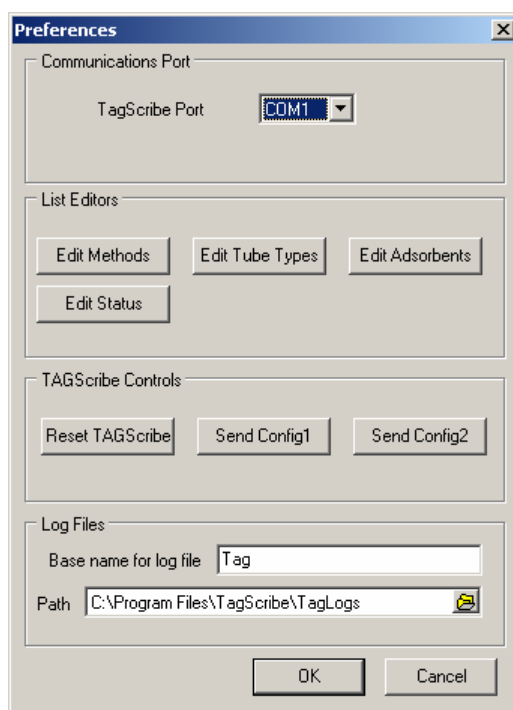 Preferences
Communications Port
TagScribe Port COM1
List Editors
Edit Methods Edit Tube Types Edit Adsorbents
Edit Status
TAGScribe Controls
Reset TAGScribe Send Config1 Send Config2
Log Files
Base name for log file Tag
Path C:\Program Files\TagScribe\TagLogs
OK Cancel